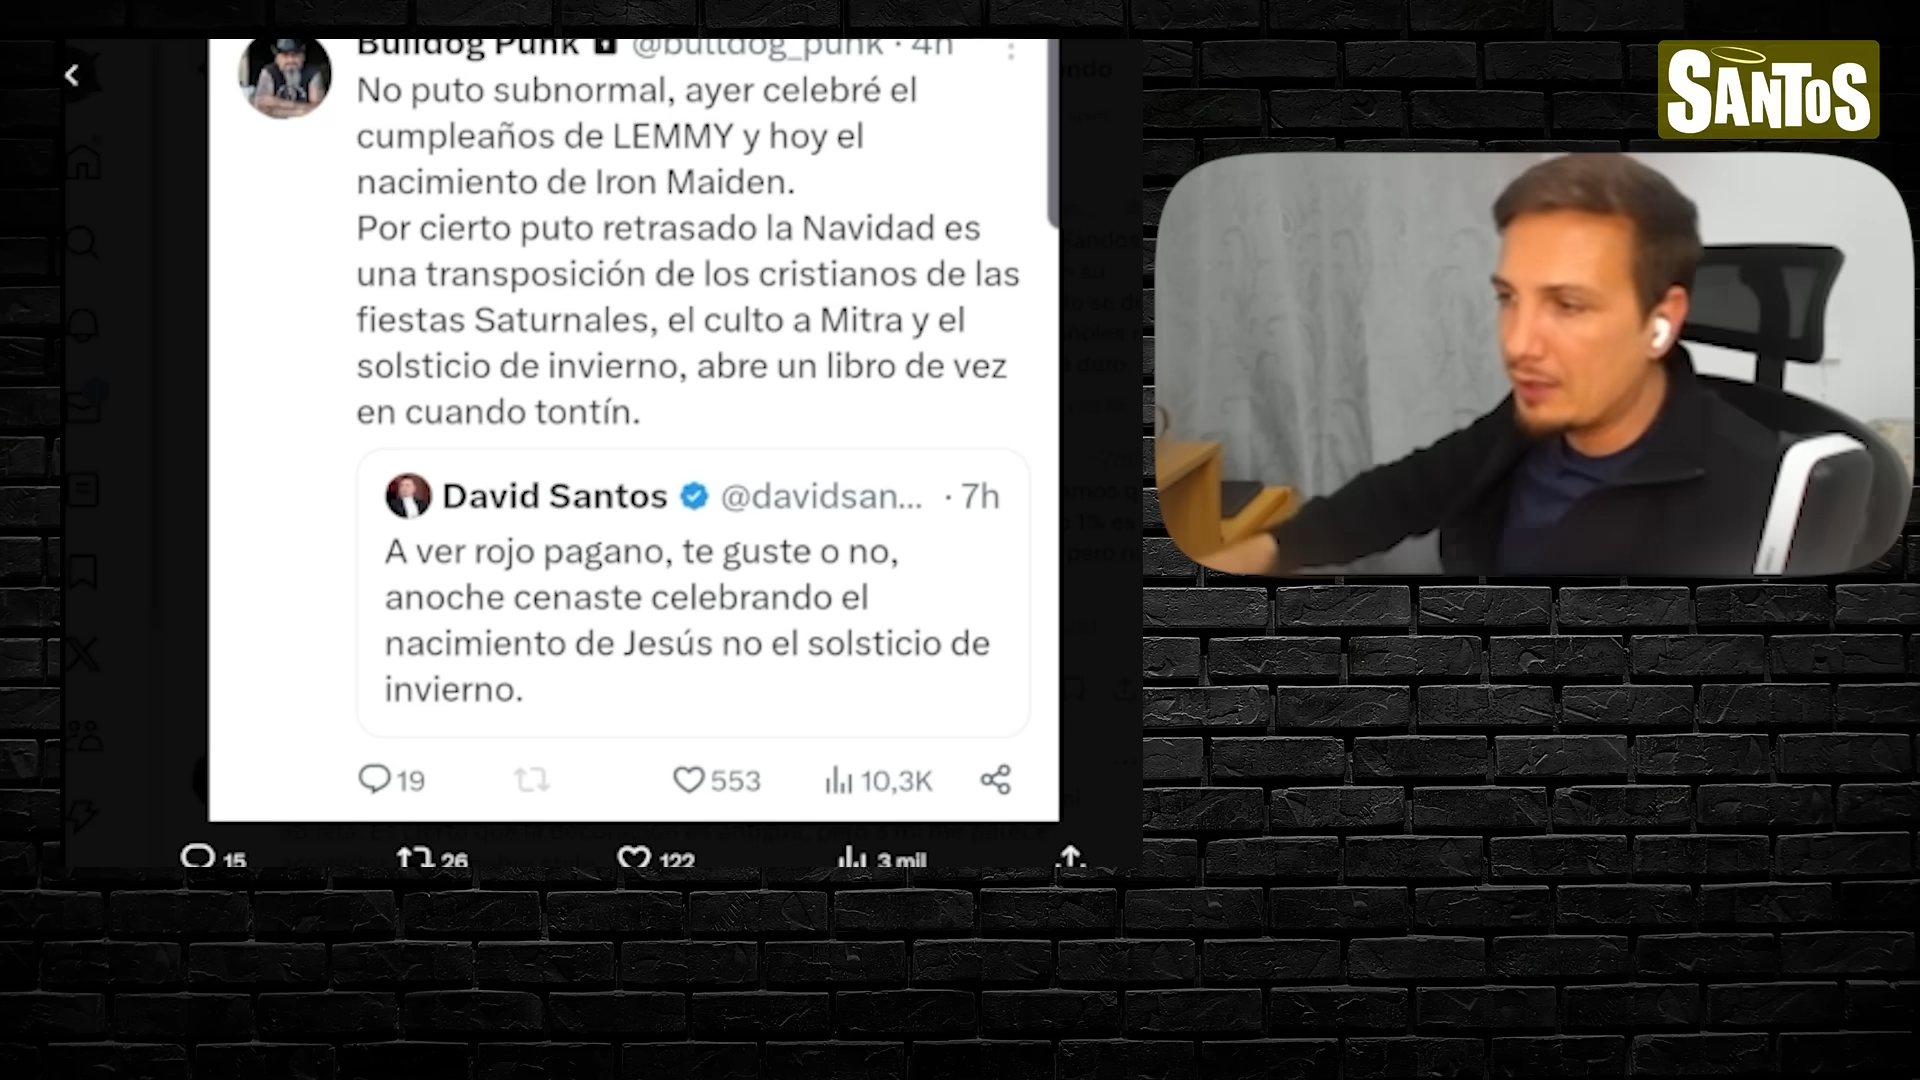 SANTOS
Bulldog Punk @bulldog_punk · 4h
No puto subnormal, ayer celebré el
cumpleaños de LEMMY y hoy el
nacimiento de Iron Maiden.
Por cierto puto retrasado la Navidad es
una transposición de los cristianos de las
fiestas Saturnales, el culto a Mitra y el
solsticio de invierno, abre un libro de vez
en cuando tontín.
David Santos @davidsan... · 7h
A ver rojo pagano, te guste o no,
anoche cenaste celebrando el
nacimiento de Jesús no el solsticio de
invierno.
19 553 10,3K
15 26 122 3 mil